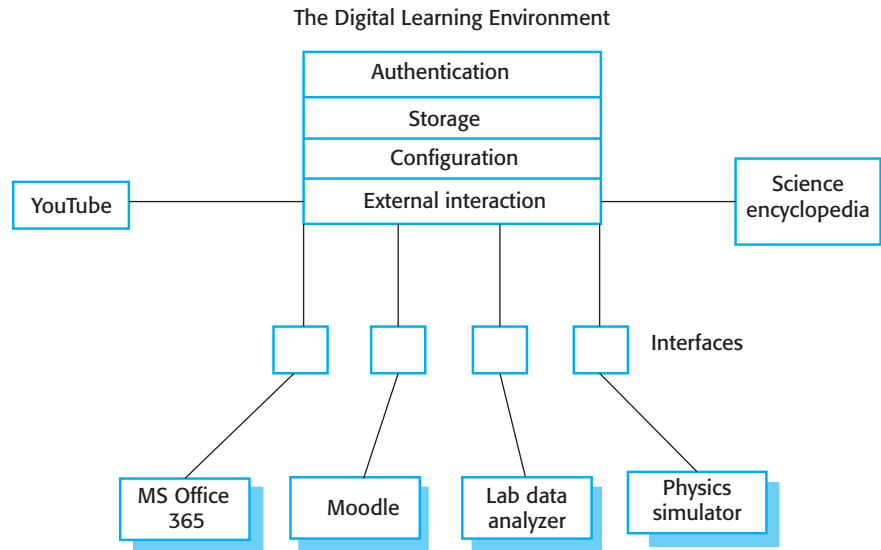 The Digital Learning Environment
Authentication
Storage
Configuration
External interaction
YouTube
Science
encyclopedia
Interfaces
MS Office
365
Moodle
Lab data
analyzer
Physics
simulator